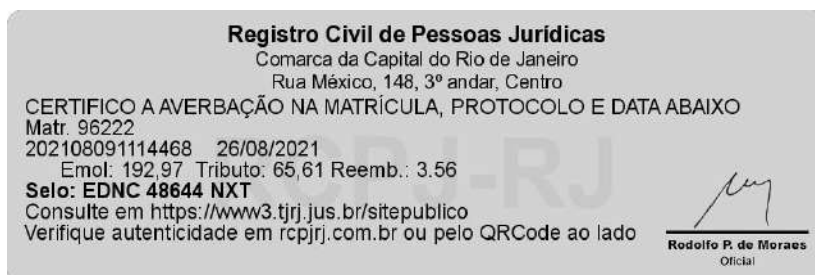 Registro Civil de Pessoas Jurídicas
Comarca da Capital do Rio de Janeiro
Rua México, 148, 3º andar, Centro
CERTIFICO A AVERBAÇÃO NA MATRÍCULA, PROTOCOLO E DATA ABAIXO
Matr. 96222
202108091114468 26/08/2021
Emol: 192,97 Tributo: 65,61 Reemb.: 3.56
Selo: EDNC 48644 NXT
Consulte em https://www3.tjrj.jus.br/sitepublico
Verifique autenticidade em rcpjrj.com.br ou pelo QRCode ao lado
RCPJ-RJ
Rodolfo P. de Moraes
Oficial